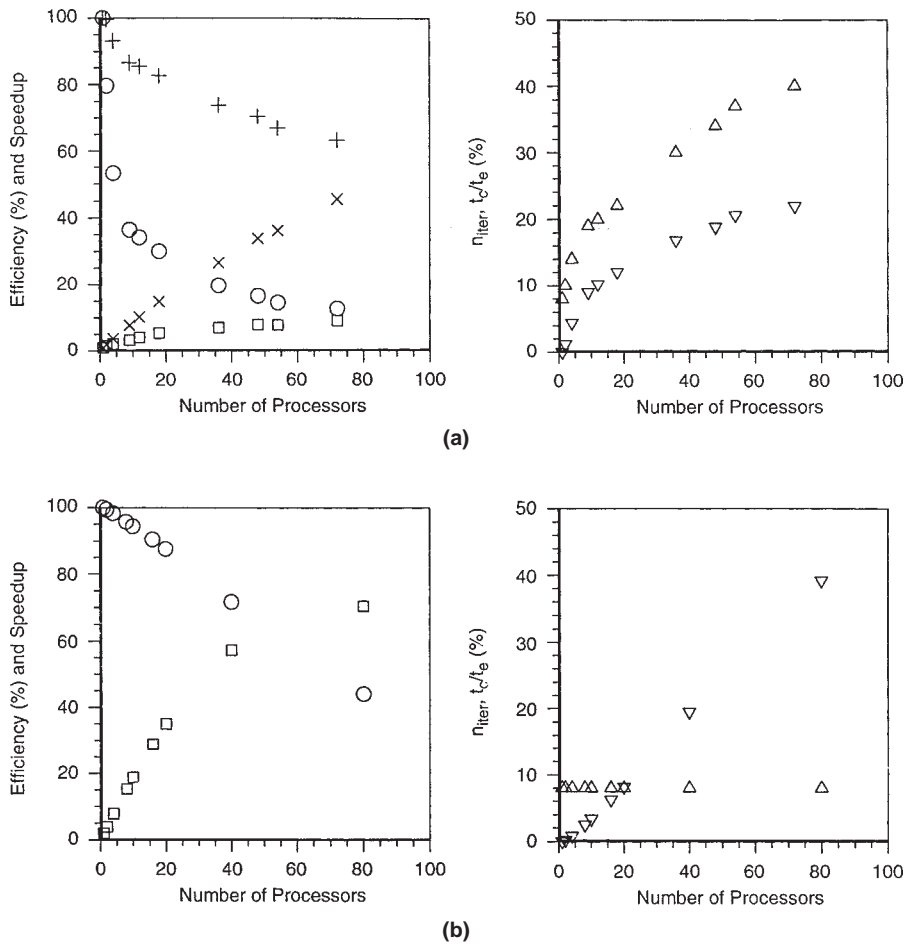 100
80
60
40
20
0
Efficiency (%) and Speedup
0 20 40 60 80 100
Number of Processors
50
40
30
20
10
0
n_iter, t_c/t_e (%)
0 20 40 60 80 100
Number of Processors
(a)
100
80
60
40
20
0
Efficiency (%) and Speedup
0 20 40 60 80 100
Number of Processors
50
40
30
20
10
0
n_iter, t_c/t_e (%)
0 20 40 60 80 100
Number of Processors
(b)